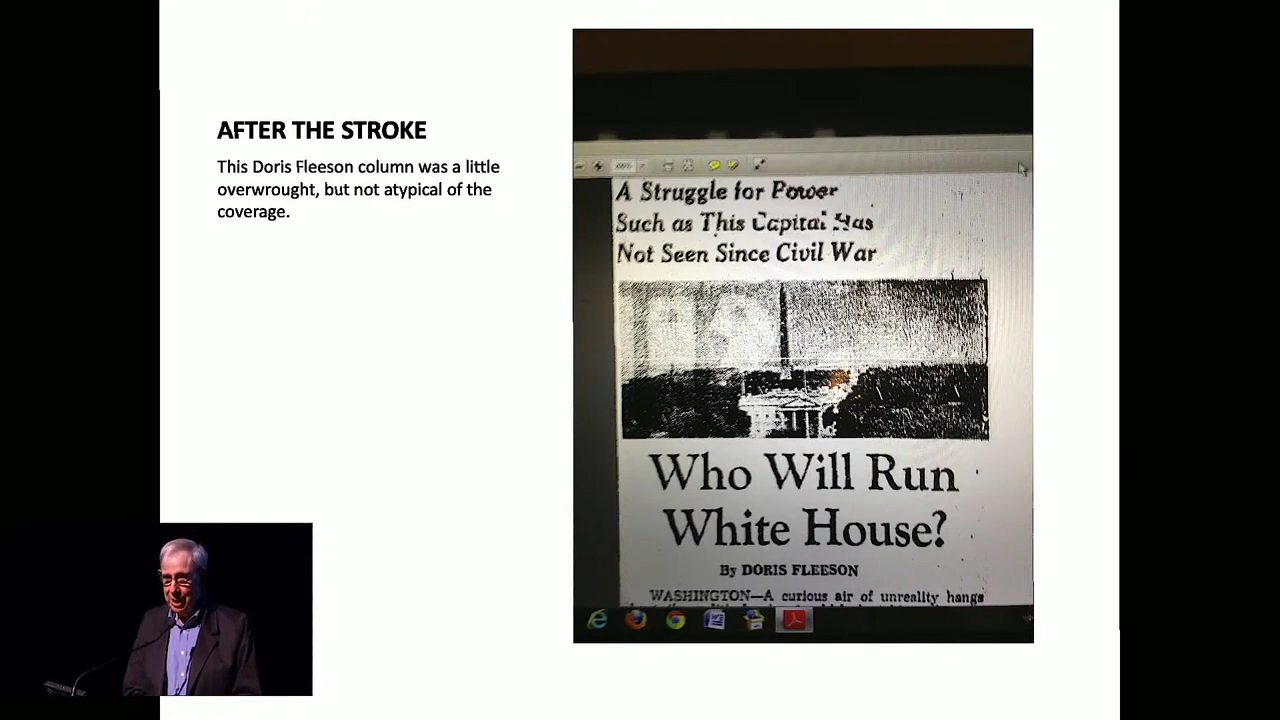 AFTER THE STROKE
This Doris Fleeson column was a little
overwrought, but not atypical of the
coverage.
A Struggle for Power
Such as This Capital Has
Not Seen Since Civil War
Who Will Run
White House?
By DORIS FLEESON
WASHINGTON—A curious air of unreality hangs